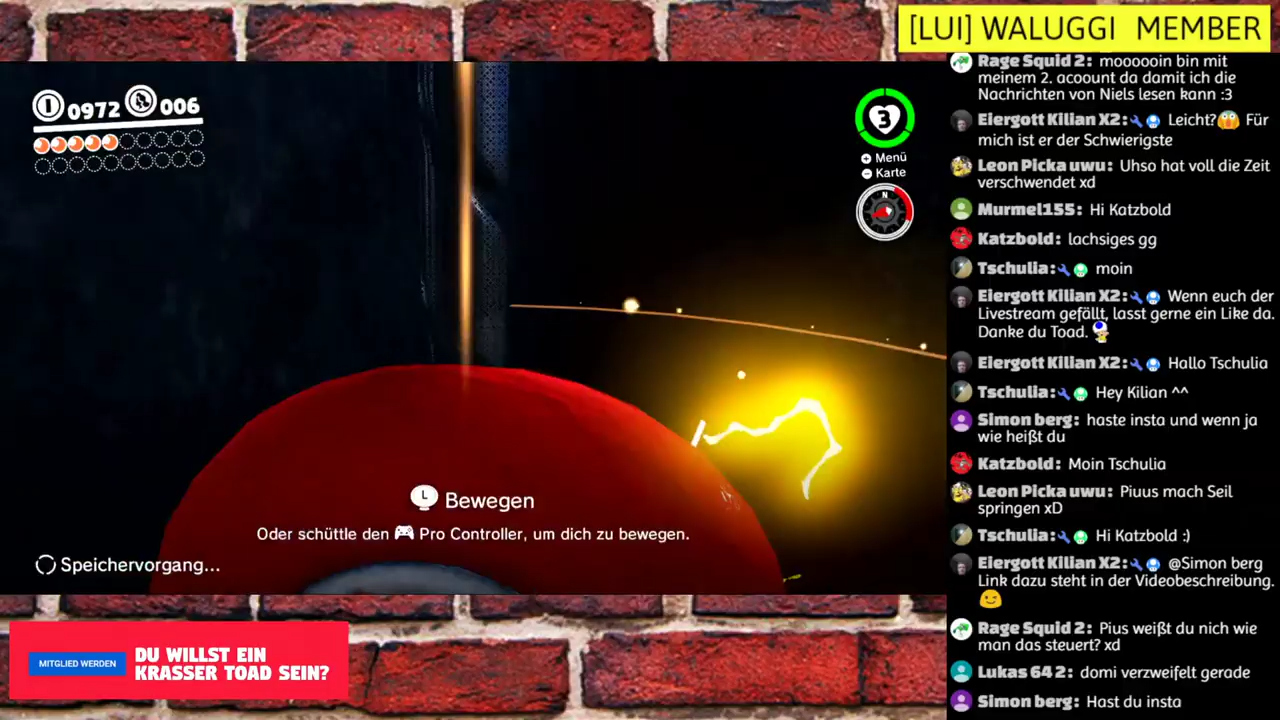 [LUI] WALUGGI MEMBER
0972 006
3
Menü
Karte
N
L Bewegen
Oder schüttle den Pro Controller, um dich zu bewegen.
Speichervorgang...
MITGLIED WERDEN
DU WILLST EIN
KRASSER TOAD SEIN?
Rage Squid 2: moooooin bin mit
meinem 2. acoount da damit ich die
Nachrichten von Niels lesen kann :3
Eiergott Kilian X2: Leicht? Für
mich ist er der Schwierigste
Leon Picka uwu: Uhso hat voll die Zeit
verschwendet xd
Murmel155: Hi Katzbold
Katzbold: lachsiges gg
Tschulia: moin
Eiergott Kilian X2: Wenn euch der
Livestream gefällt, lasst gerne ein Like da.
Danke du Toad.
Eiergott Kilian X2: Hallo Tschulia
Tschulia: Hey Kilian ^^
Simon berg: haste insta und wenn ja
wie heißt du
Katzbold: Moin Tschulia
Leon Picka uwu: Piuus mach Seil
springen xD
Tschulia: Hi Katzbold :)
Eiergott Kilian X2: @Simon berg
Link dazu steht in der Videobeschreibung.
Rage Squid 2: Pius weißt du nich wie
man das steuert? xd
Lukas 64 2: domi verzweifelt gerade
Simon berg: Hast du insta